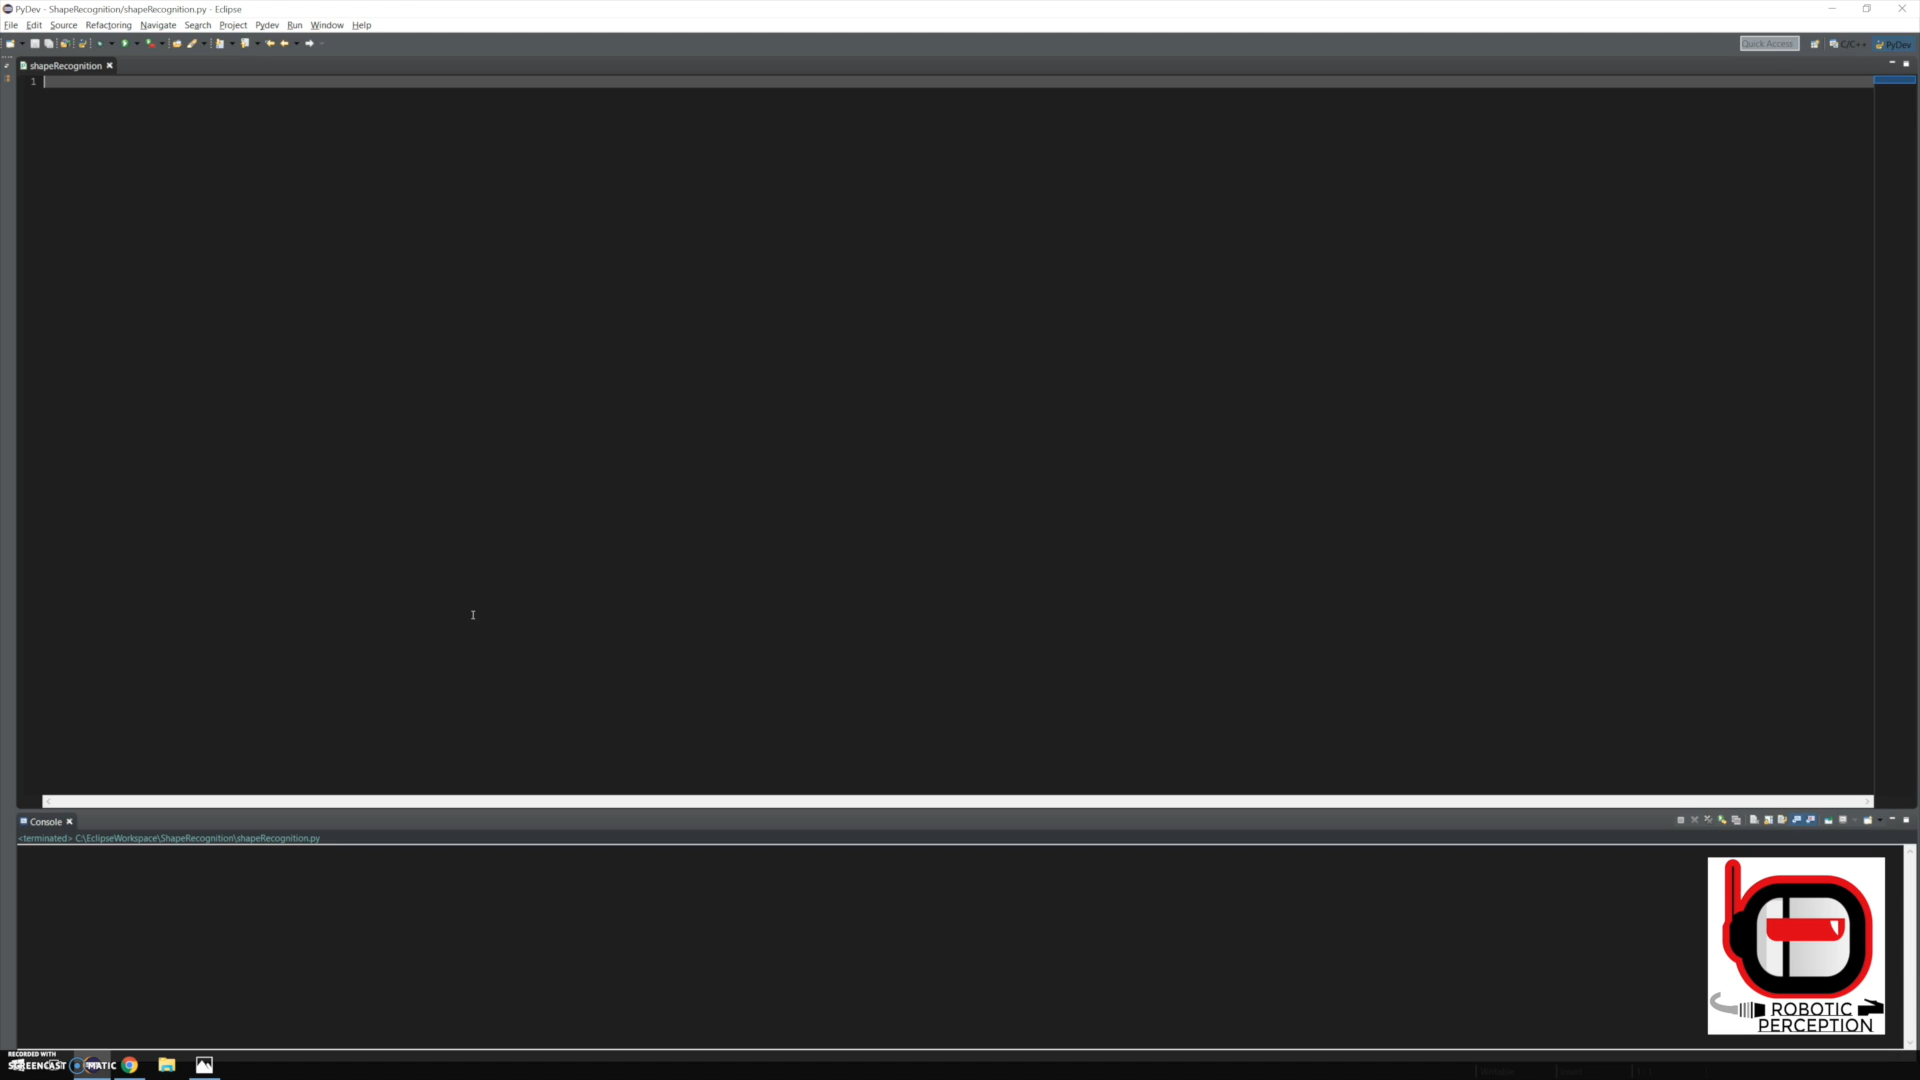 PyDev - ShapeRecognition/shapeRecognition.py - Eclipse
File Edit Source Refactoring Navigate Search Project Pydev Run Window Help
Quick Access C/C++ PyDev
shapeRecognition
1
Console
<terminated> C:\EclipseWorkspace\ShapeRecognition\shapeRecognition.py
ROBOTIC
PERCEPTION
RECORDED WITH
SCREENCAST MATIC